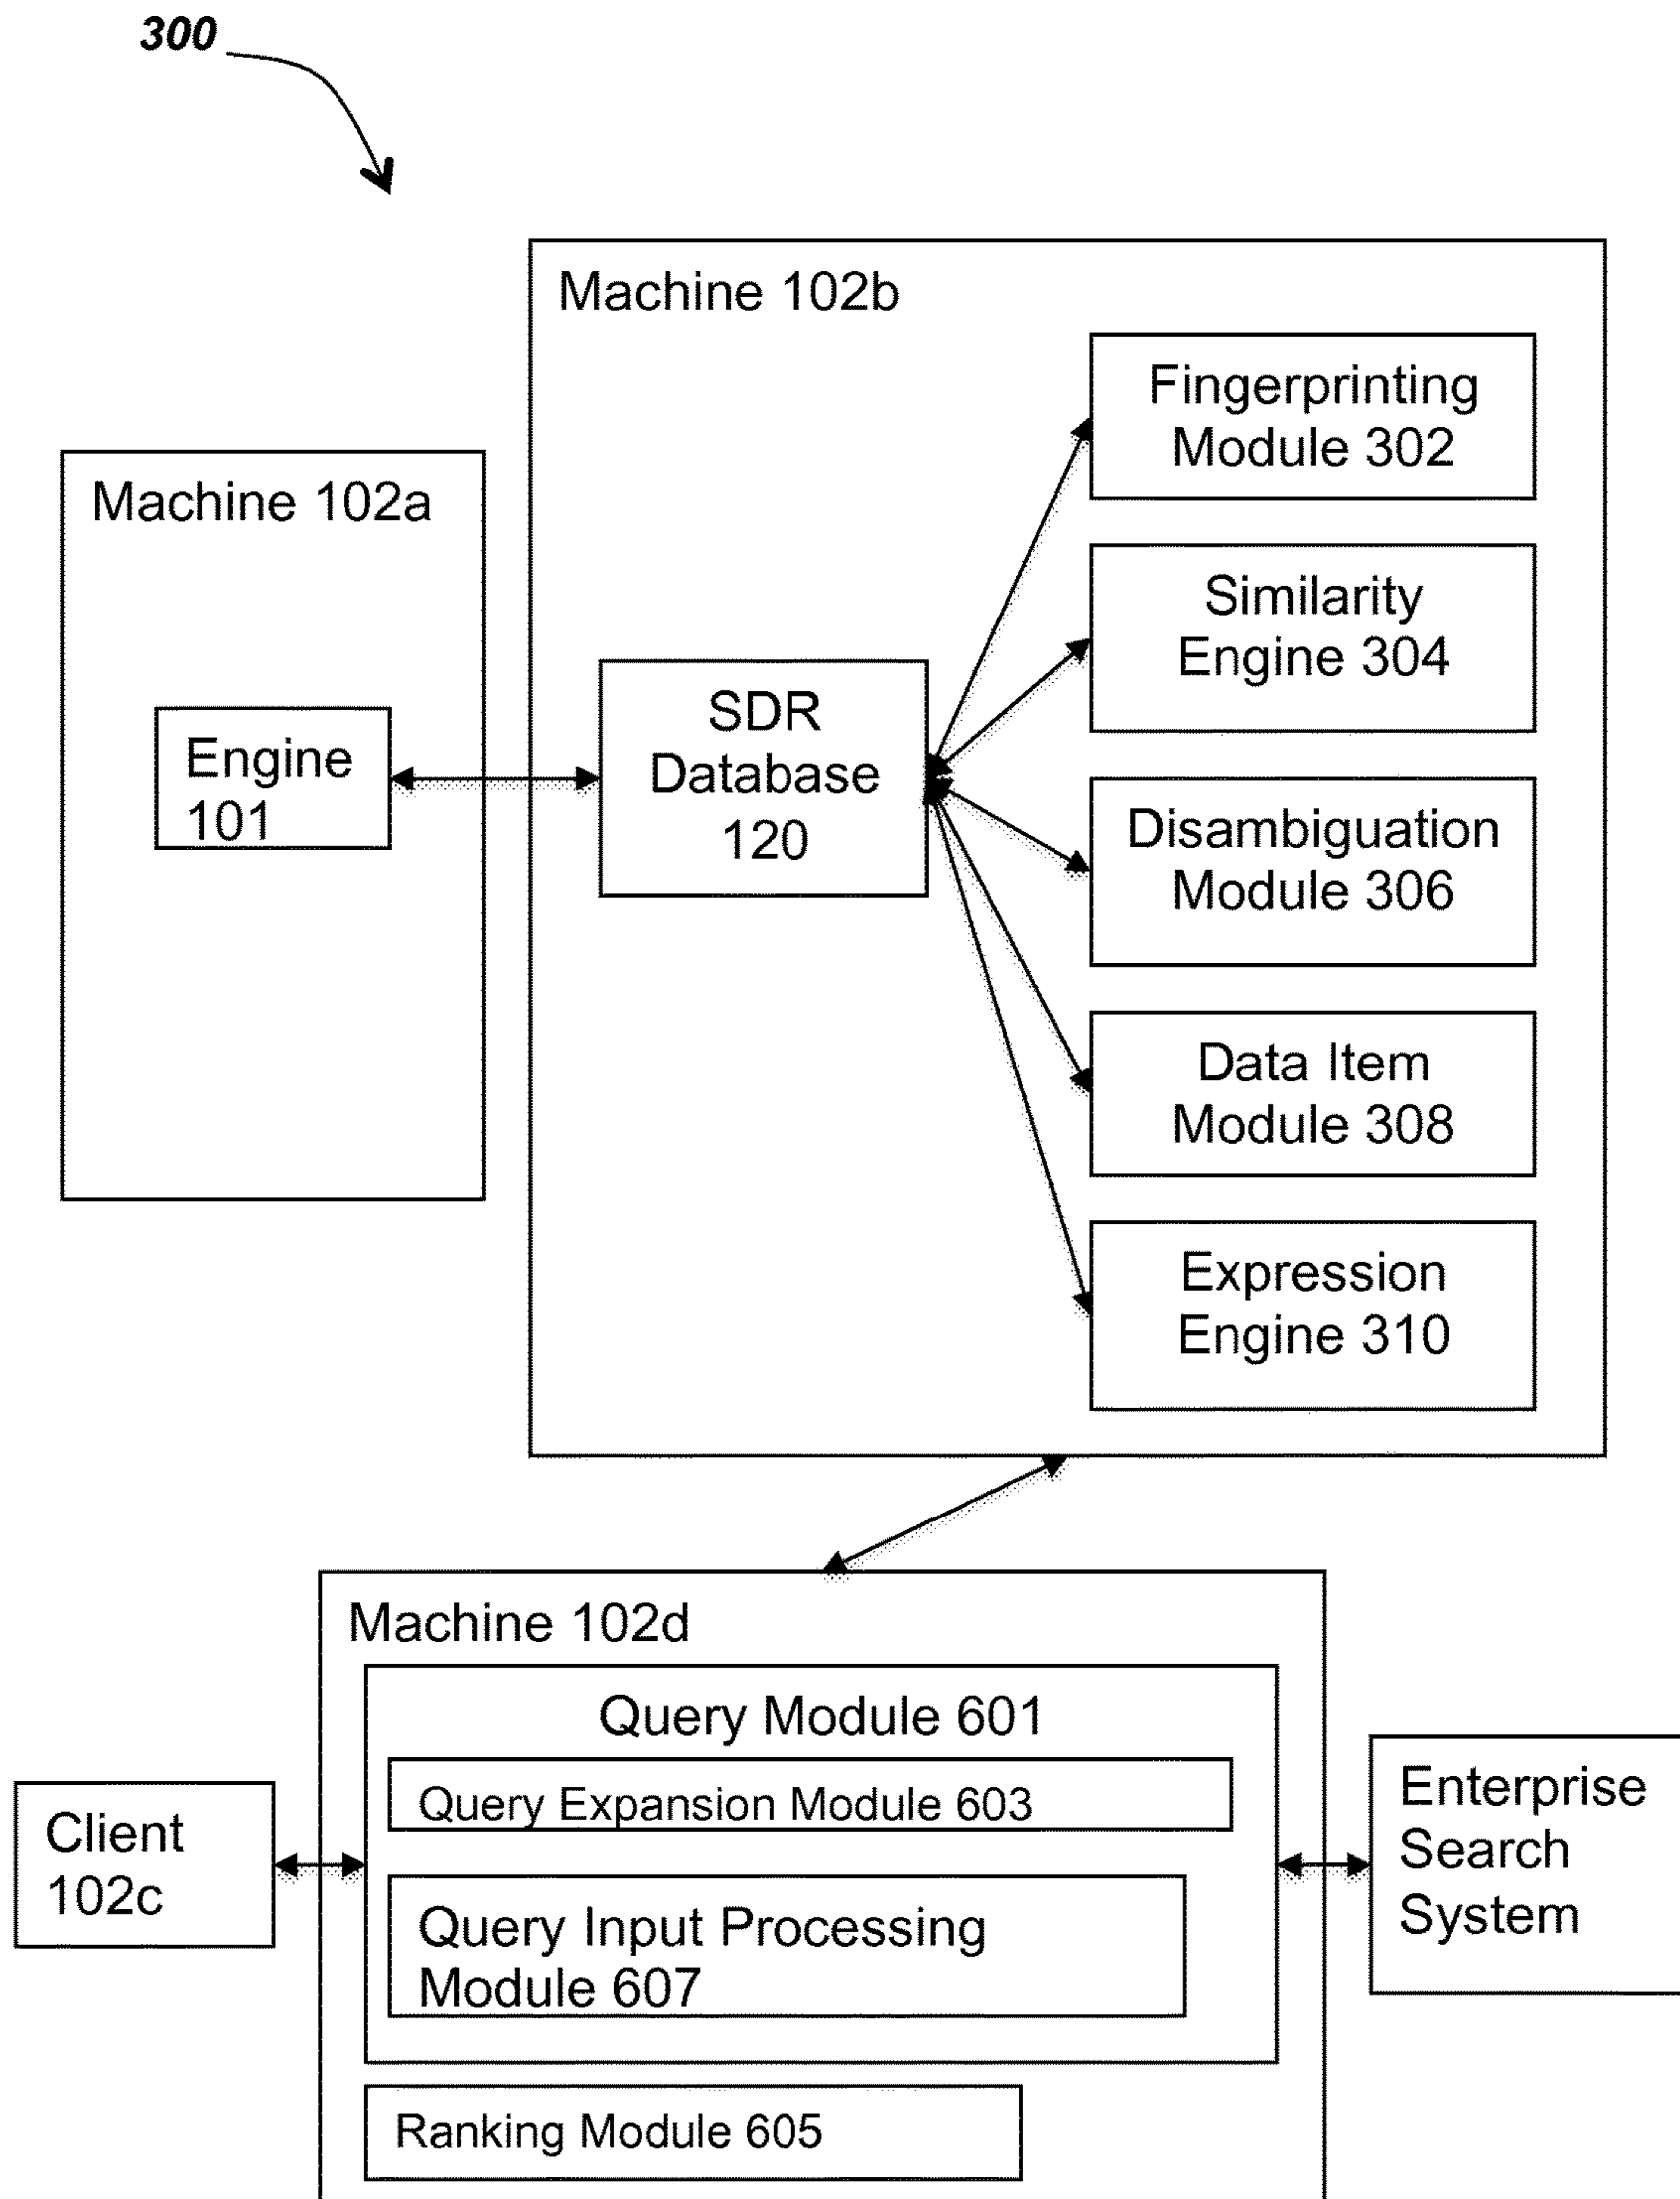 300
Machine 102b
Fingerprinting
Module 302
Machine 102a
Similarity
Engine 304
SDR
Database
120
Engine
101
Disambiguation
Module 306
Data Item
Module 308
Expression
Engine 310
Machine 102d
Query Module 601
Query Expansion Module 603
Client
102c
Query Input Processing
Module 607
Enterprise
Search
System
Ranking Module 605